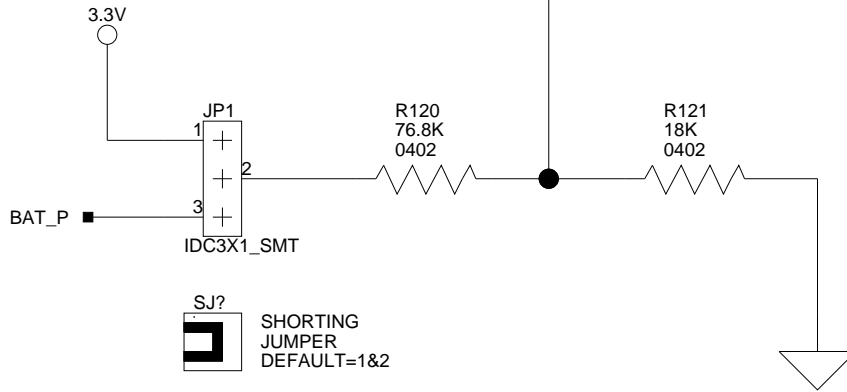 3.3V
JP1
1
2
3
BAT_P
IDC3X1_SMT
R120
76.8K
0402
R121
18K
0402
SJ?
SHORTING
JUMPER
DEFAULT=1&2